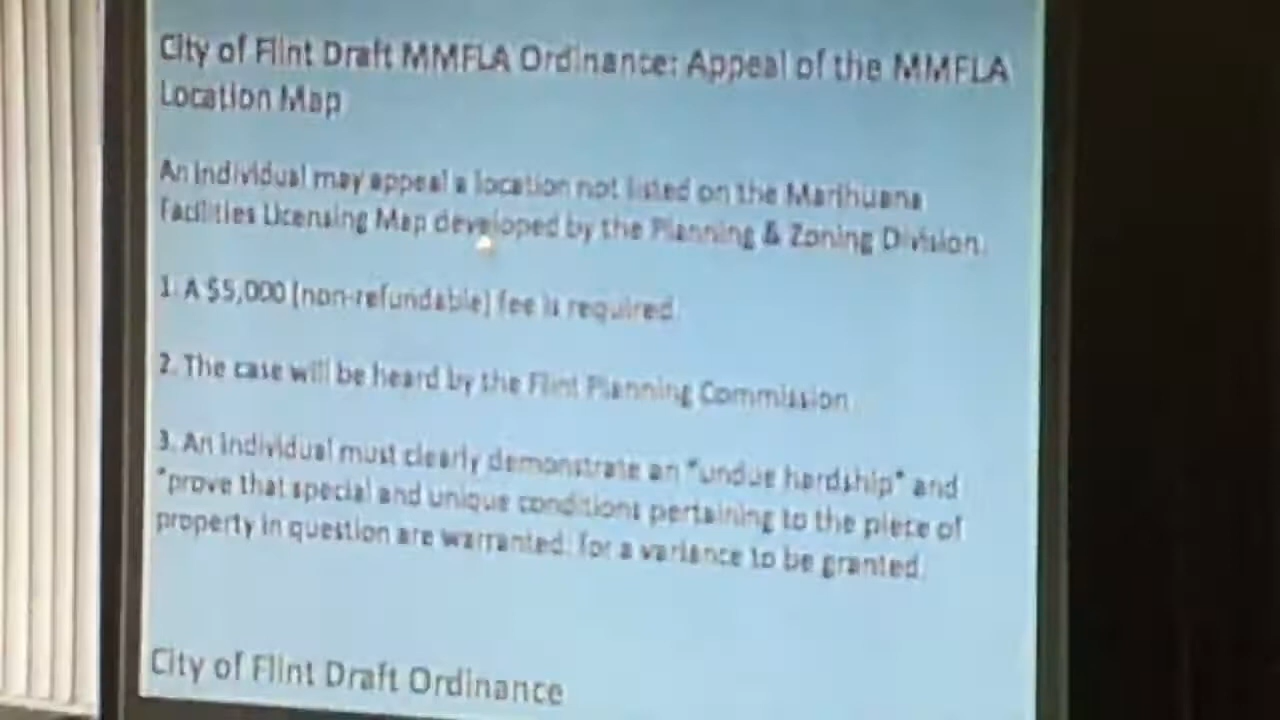 City of Flint Draft MMFLA Ordinance: Appeal of the MMFLA
Location Map
An individual may appeal a location not listed on the Marihuana
Facilities Licensing Map developed by the Planning & Zoning Division.
1. A $5,000 (non-refundable) fee is required.
2. The case will be heard by the Flint Planning Commission.
3. An individual must clearly demonstrate an "undue hardship" and
"prove that special and unique conditions pertaining to the piece of
property in question are warranted: for a variance to be granted.
City of Flint Draft Ordinance